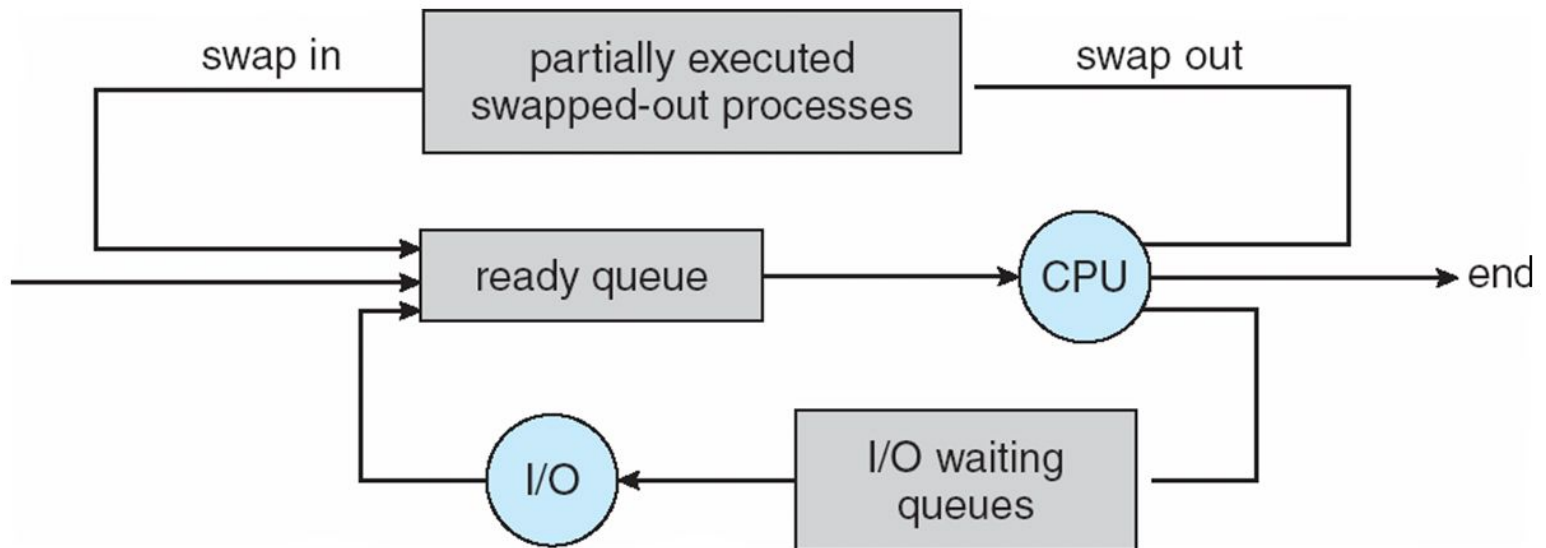 swap in
partially executed
swapped-out processes
swap out
ready queue
CPU
end
I/O
I/O waiting
queues